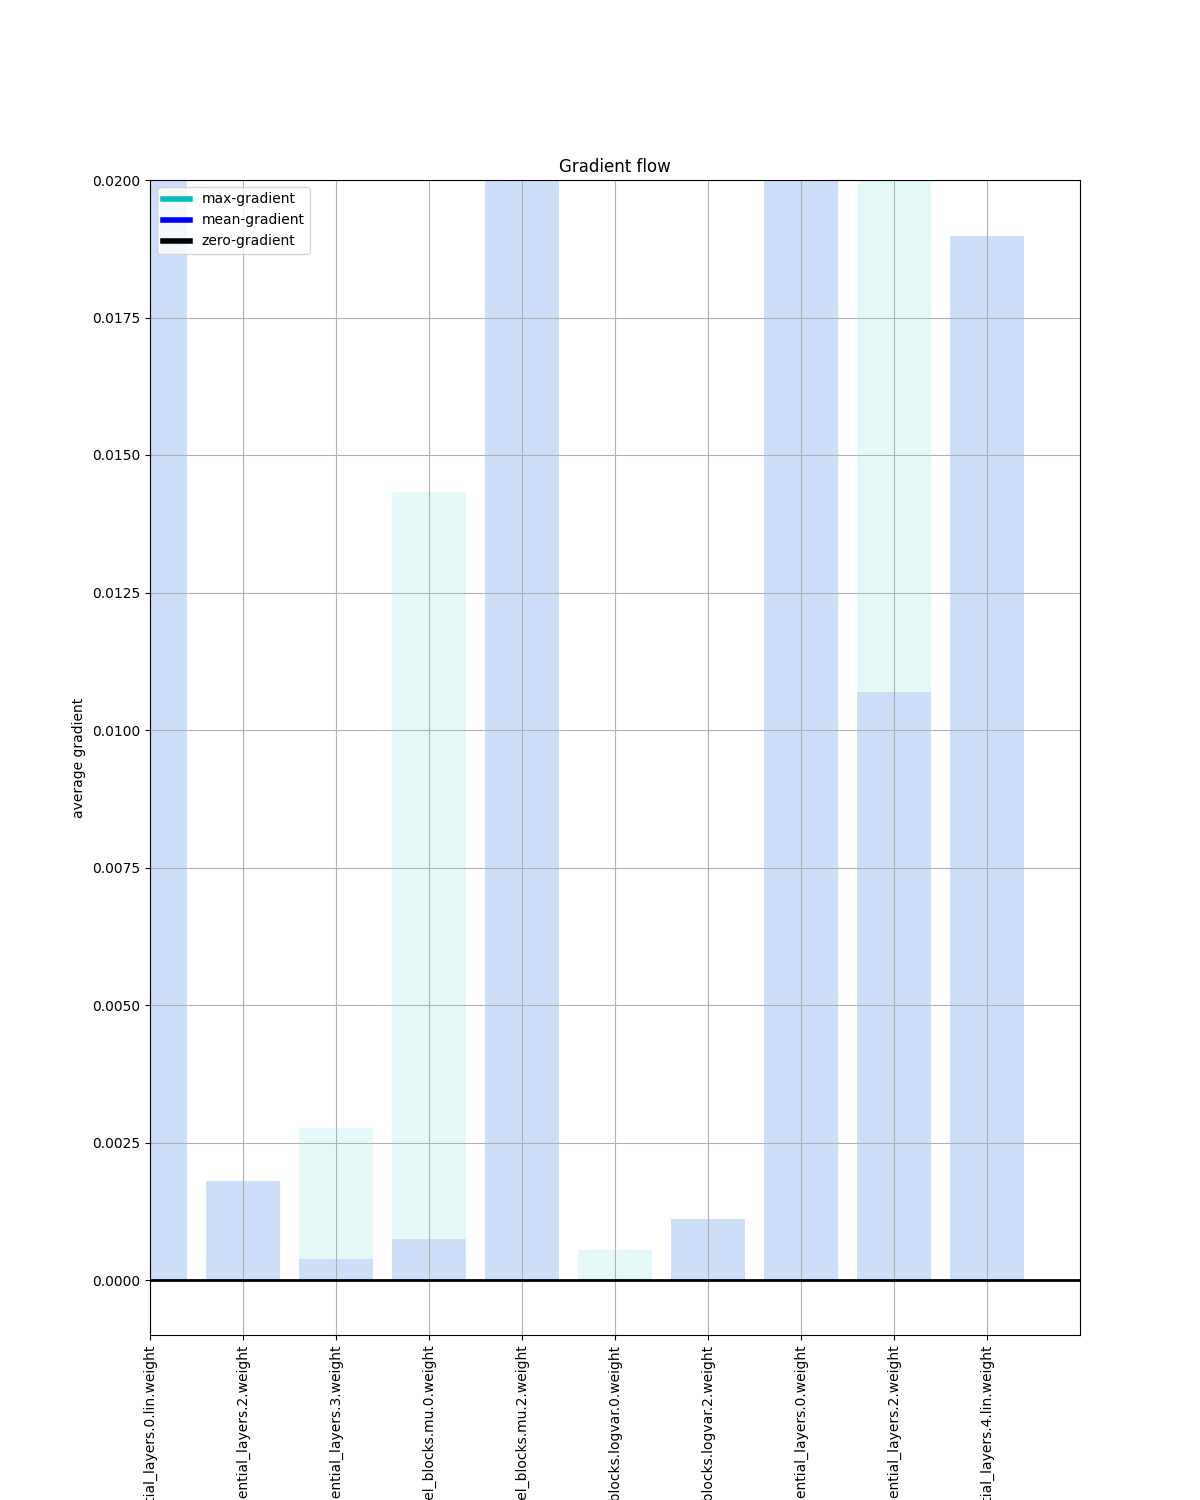 Gradient flow
max-gradient
mean-gradient
zero-gradient
0.0200
0.0175
0.0150
0.0125
0.0100
0.0075
0.0050
0.0025
0.0000
average gradient
tial_layers.0.lin.weight
ential_layers.2.weight
ential_layers.3.weight
el_blocks.mu.0.weight
el_blocks.mu.2.weight
blocks.logvar.0.weight
blocks.logvar.2.weight
ential_layers.0.weight
ential_layers.2.weight
tial_layers.4.lin.weight